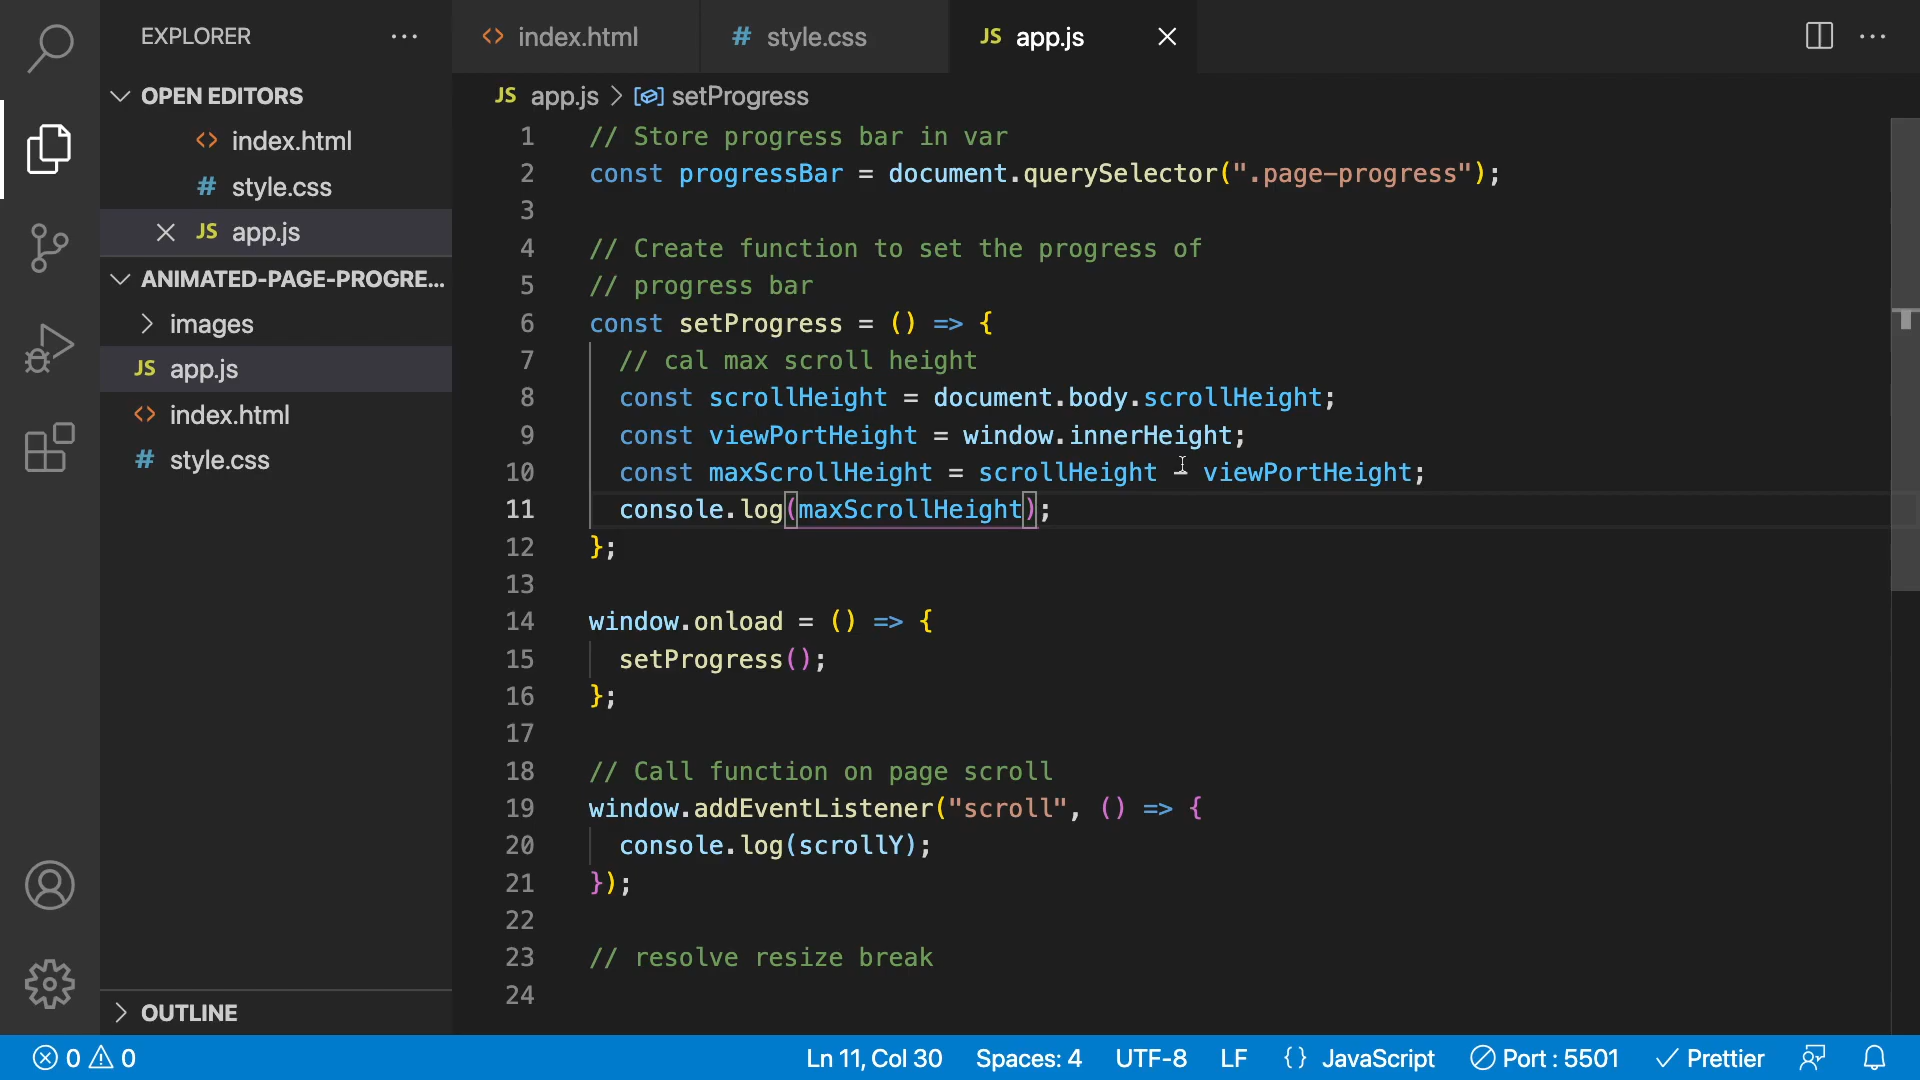 EXPLORER
OPEN EDITORS
<> index.html
# style.css
JS app.js
ANIMATED-PAGE-PROGRE...
images
JS app.js
<> index.html
# style.css
OUTLINE
<> index.html
# style.css
JS app.js
JS app.js > setProgress
1 // Store progress bar in var
2 const progressBar = document.querySelector(".page-progress");
3
4 // Create function to set the progress of
5 // progress bar
6 const setProgress = () => {
7 // cal max scroll height
8 const scrollHeight = document.body.scrollHeight;
9 const viewPortHeight = window.innerHeight;
10 const maxScrollHeight = scrollHeight - viewPortHeight;
11 console.log(maxScrollHeight);
12 };
13
14 window.onload = () => {
15 setProgress();
16 };
17
18 // Call function on page scroll
19 window.addEventListener("scroll", () => {
20 console.log(scrollY);
21 });
22
23 // resolve resize break
24
0 0 Ln 11, Col 30 Spaces: 4 UTF-8 LF {} JavaScript Port : 5501 Prettier